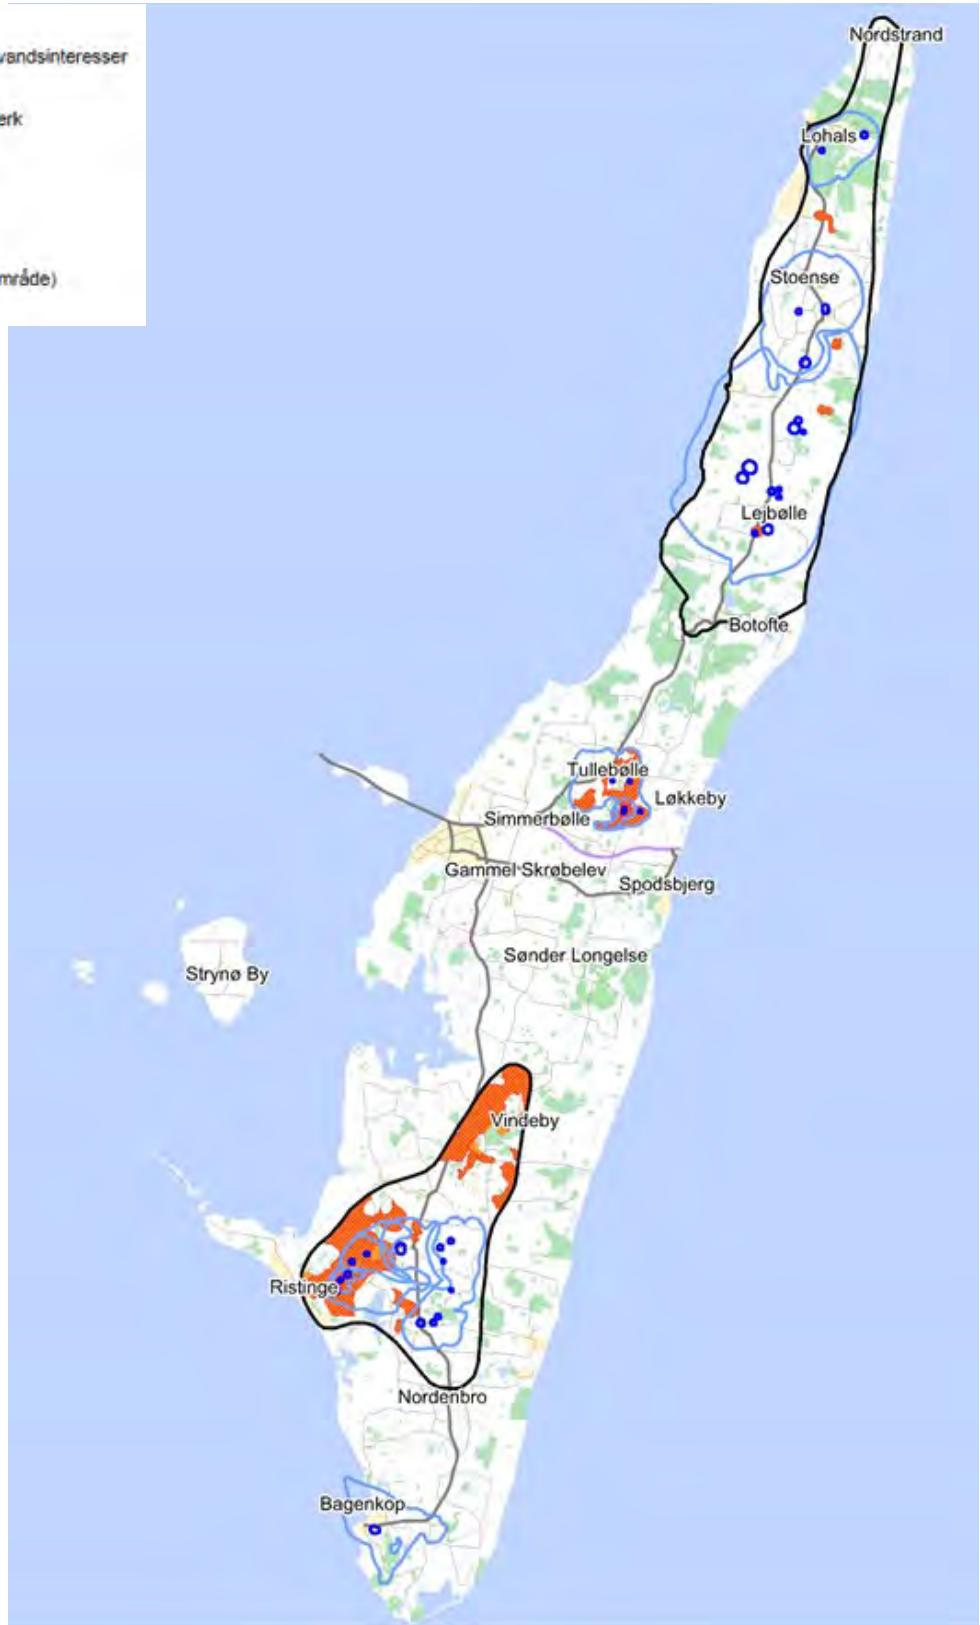 vandsinteresser
erk
mråde)
Nordstrand
Lohals
Stoense
Lejbølle
Botofte
Tullebølle
Løkkeby
Simmerbølle
Gammel Skrøbelev
Spodsbjerg
Sønder Longelse
Strynø By
Vindeby
Ristinge
Nordenbro
Bagenkop